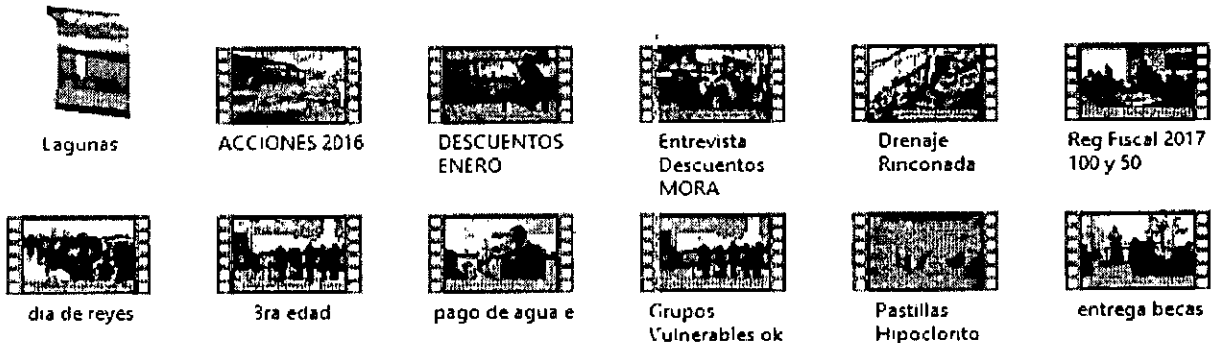 Lagunas
ACCIONES 2016
DESCUENTOS
ENERO
Entrevista
Descuentos
MORA
Drenaje
Rinconada
Reg Fiscal 2017
100 y 50
dia de reyes
3ra edad
pago de agua e
Grupos
Vulnerables ok
Pastillas
Hipoclorito
entrega becas